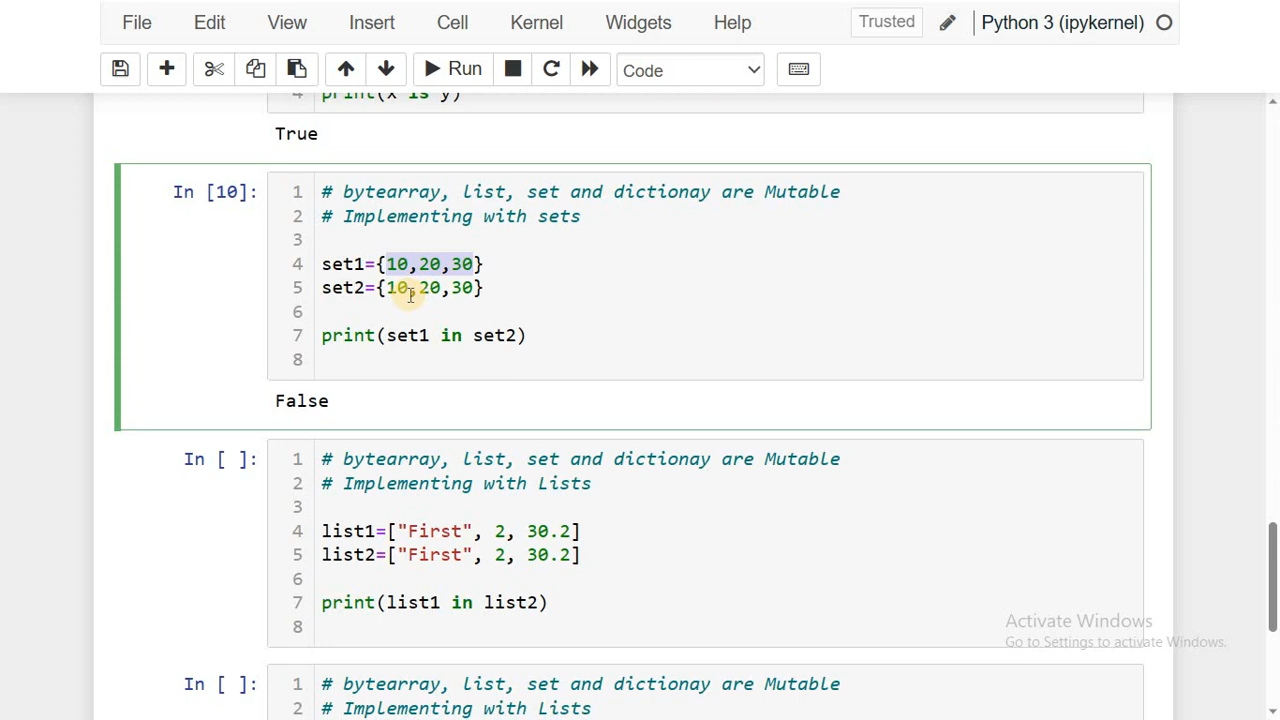 File Edit View Insert Cell Kernel Widgets Help Trusted Python 3 (ipykernel)
Run Code
4 print(x is y)
True
In [10]:
1 # bytearray, list, set and dictionay are Mutable
2 # Implementing with sets
3
4 set1={10,20,30}
5 set2={10,20,30}
6
7 print(set1 in set2)
8
False
In [ ]:
1 # bytearray, list, set and dictionay are Mutable
2 # Implementing with Lists
3
4 list1=["First", 2, 30.2]
5 list2=["First", 2, 30.2]
6
7 print(list1 in list2)
8
Activate Windows
Go to Settings to activate Windows.
In [ ]:
1 # bytearray, list, set and dictionay are Mutable
2 # Implementing with Lists